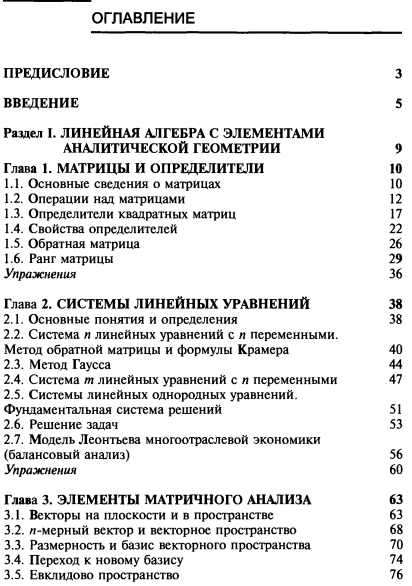 ОГЛАВЛЕНИЕ
ПРЕДИСЛОВИЕ 3
ВВЕДЕНИЕ 5
Раздел I. ЛИНЕЙНАЯ АЛГЕБРА С ЭЛЕМЕНТАМИ
АНАЛИТИЧЕСКОЙ ГЕОМЕТРИИ 9
Глава 1. МАТРИЦЫ И ОПРЕДЕЛИТЕЛИ 10
1.1. Основные сведения о матрицах 10
1.2. Операции над матрицами 12
1.3. Определители квадратных матриц 17
1.4. Свойства определителей 22
1.5. Обратная матрица 26
1.6. Ранг матрицы 29
Упражнения 36
Глава 2. СИСТЕМЫ ЛИНЕЙНЫХ УРАВНЕНИЙ 38
2.1. Основные понятия и определения 38
2.2. Система n линейных уравнений с n переменными.
Метод обратной матрицы и формулы Крамера 40
2.3. Метод Гаусса 44
2.4. Система m линейных уравнений с n переменными 47
2.5. Системы линейных однородных уравнений.
Фундаментальная система решений 51
2.6. Решение задач 53
2.7. Модель Леонтьева многоотраслевой экономики
(балансовый анализ) 56
Упражнения 60
Глава 3. ЭЛЕМЕНТЫ МАТРИЧНОГО АНАЛИЗА 63
3.1. Векторы на плоскости и в пространстве 63
3.2. n-мерный вектор и векторное пространство 68
3.3. Размерность и базис векторного пространства 70
3.4. Переход к новому базису 74
3.5. Евклидово пространство 76